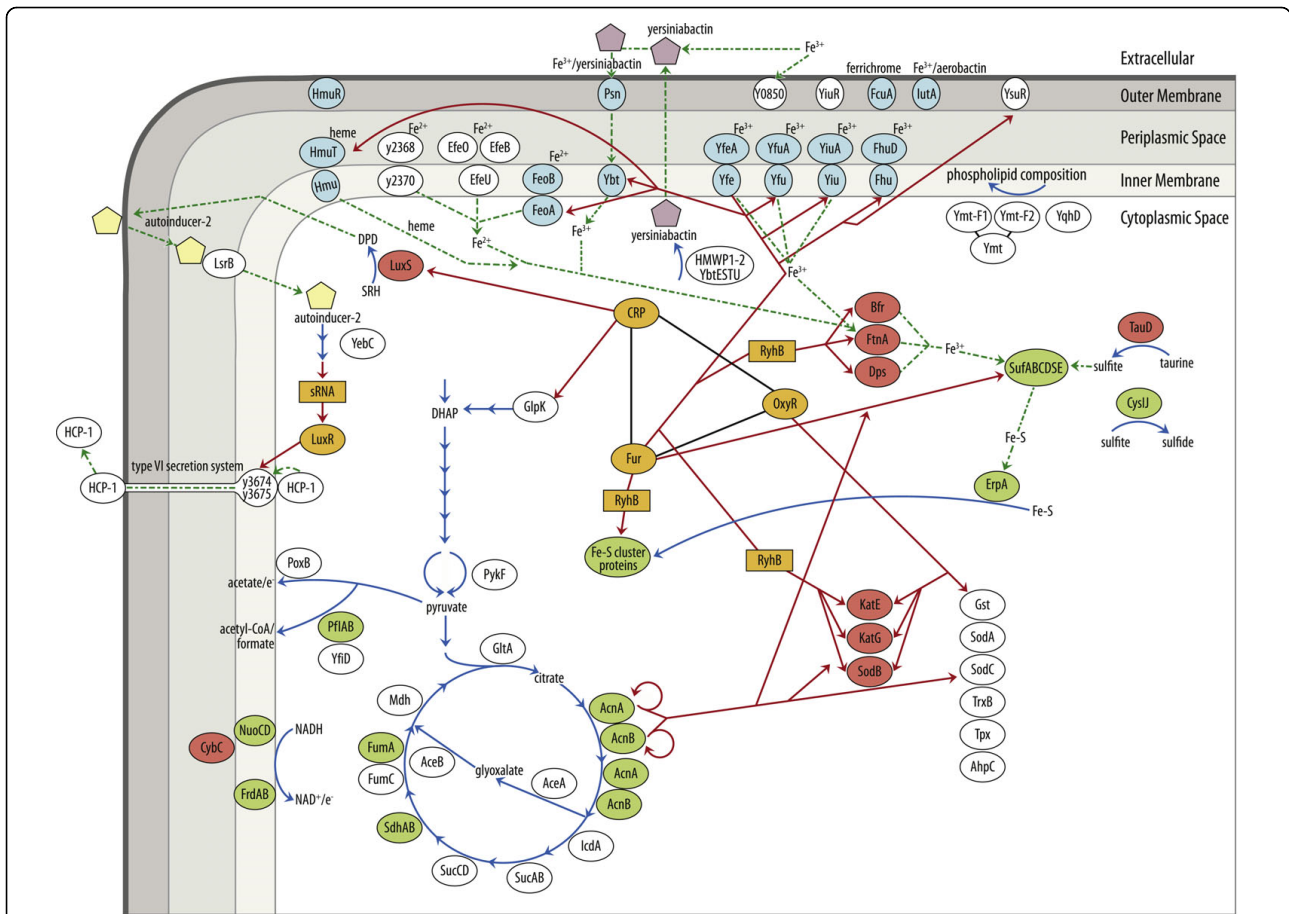 yersiniabactin
Fe³⁺
Fe³⁺/yersiniabactin
Extracellular
ferrichrome
Fe³⁺/aerobactin
HmuR
Psn
Y0850
YiuR
FcuA
IutA
YsuR
Outer Membrane
heme
Fe²⁺
Fe²⁺
Fe³⁺
Fe³⁺
Fe³⁺
Fe³⁺
Periplasmic Space
HmuT
y2368
EfeO
EfeB
Fe²⁺
YfeA
YfuA
YiuA
FhuD
Hmu
y2370
EfeU
FeoB
Ybt
Yfe
Yfu
Yiu
Fhu
phospholipid composition
Inner Membrane
FeoA
yersiniabactin
Ymt-F1
Ymt-F2
YqhD
Cytoplasmic Space
Ymt
autoinducer-2
heme
Fe³⁺
Fe²⁺
DPD
LsrB
LuxS
SRH
HMWP1-2
YbtESTU
Fe³⁺
autoinducer-2
CRP
Bfr
YebC
RyhB
FtnA
Fe³⁺
TauD
Dps
SufABCDSE
sulfite
taurine
sRNA
DHAP
GlpK
OxyR
CysIJ
HCP-1
LuxR
Fe-S
sulfite
sulfide
type VI secretion system
Fur
HCP-1
y3674
y3675
HCP-1
RyhB
ErpA
Fe-S
Fe-S cluster
proteins
RyhB
PoxB
PykF
acetate/e⁻
pyruvate
KatE
Gst
acetyl-CoA/
formate
PflAB
KatG
SodA
YfiD
GltA
SodB
SodC
citrate
Mdh
AcnA
TrxB
NuoCD
NADH
AcnB
Tpx
CybC
FumA
AceB
glyoxalate
AcnA
AhpC
FumC
AceA
FrdAB
NAD⁺/e⁻
AcnB
SdhAB
IcdA
SucCD
SucAB